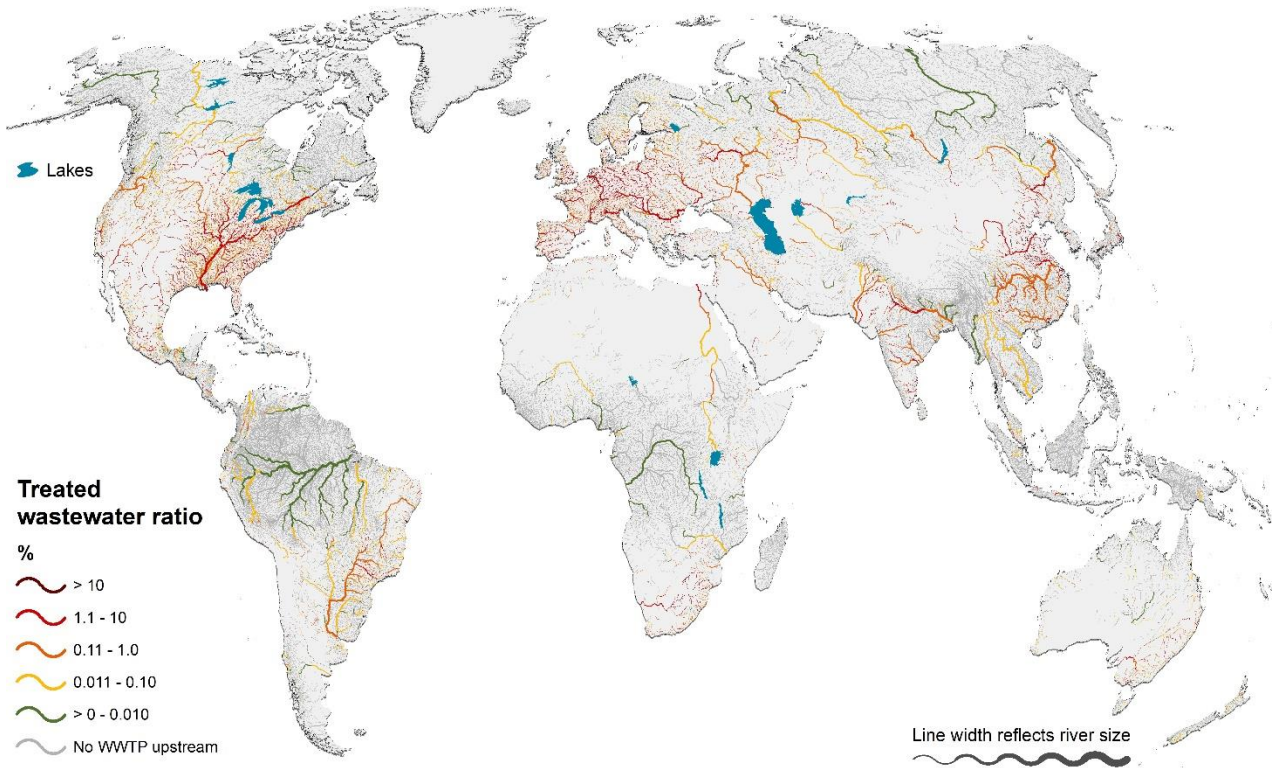 Lakes
Treated
wastewater ratio
%
> 10
1.1 - 10
0.11 - 1.0
0.011 - 0.10
> 0 - 0.010
No WWTP upstream
Line width reflects river size